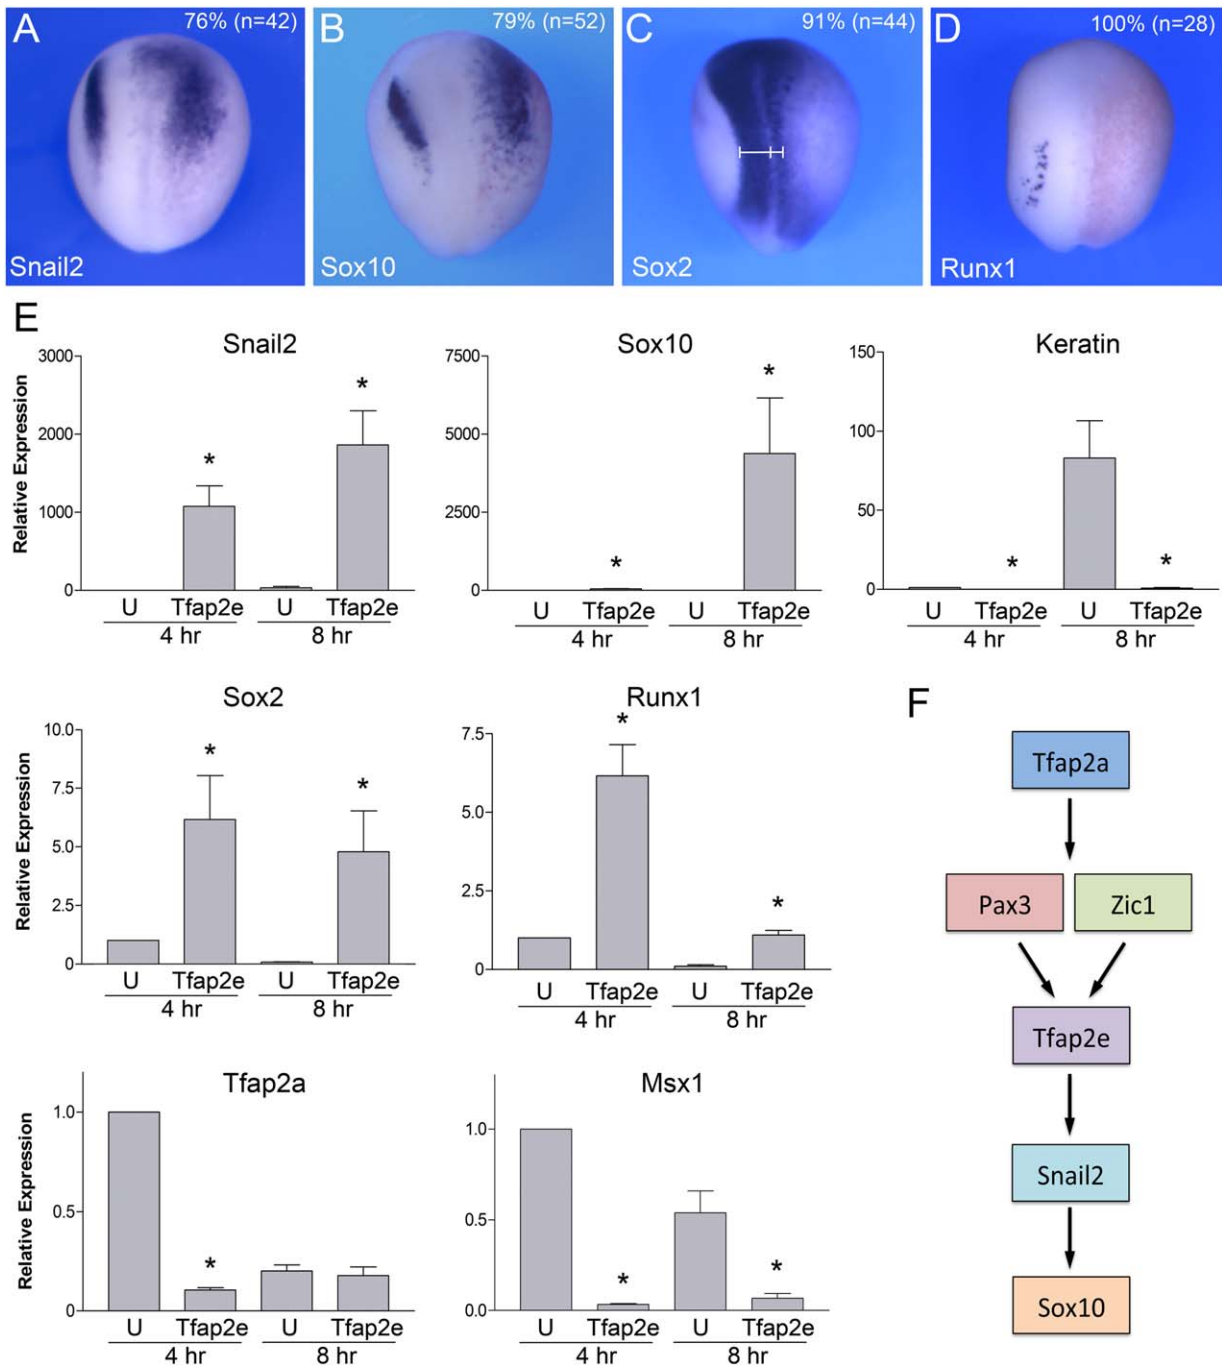 A
76% (n=42)
Snail2
B
79% (n=52)
Sox10
C
91% (n=44)
Sox2
D
100% (n=28)
Runx1
E
Snail2
Relative Expression
3000
2000
1000
0
*
*
U Tfap2e U Tfap2e
4 hr 8 hr
Sox10
7500
5000
2500
0
*
*
U Tfap2e U Tfap2e
4 hr 8 hr
Keratin
150
100
50
0
*
*
U Tfap2e U Tfap2e
4 hr 8 hr
Sox2
Relative Expression
10.0
7.5
5.0
2.5
0
*
*
U Tfap2e U Tfap2e
4 hr 8 hr
Runx1
7.5
5.0
2.5
0
*
*
U Tfap2e U Tfap2e
4 hr 8 hr
Tfap2a
Relative Expression
1.0
0.5
0
*
U Tfap2e U Tfap2e
4 hr 8 hr
Msx1
1.0
0.5
0.0
*
*
U Tfap2e U Tfap2e
4 hr 8 hr
F
Tfap2a
Pax3 Zic1
Tfap2e
Snail2
Sox10